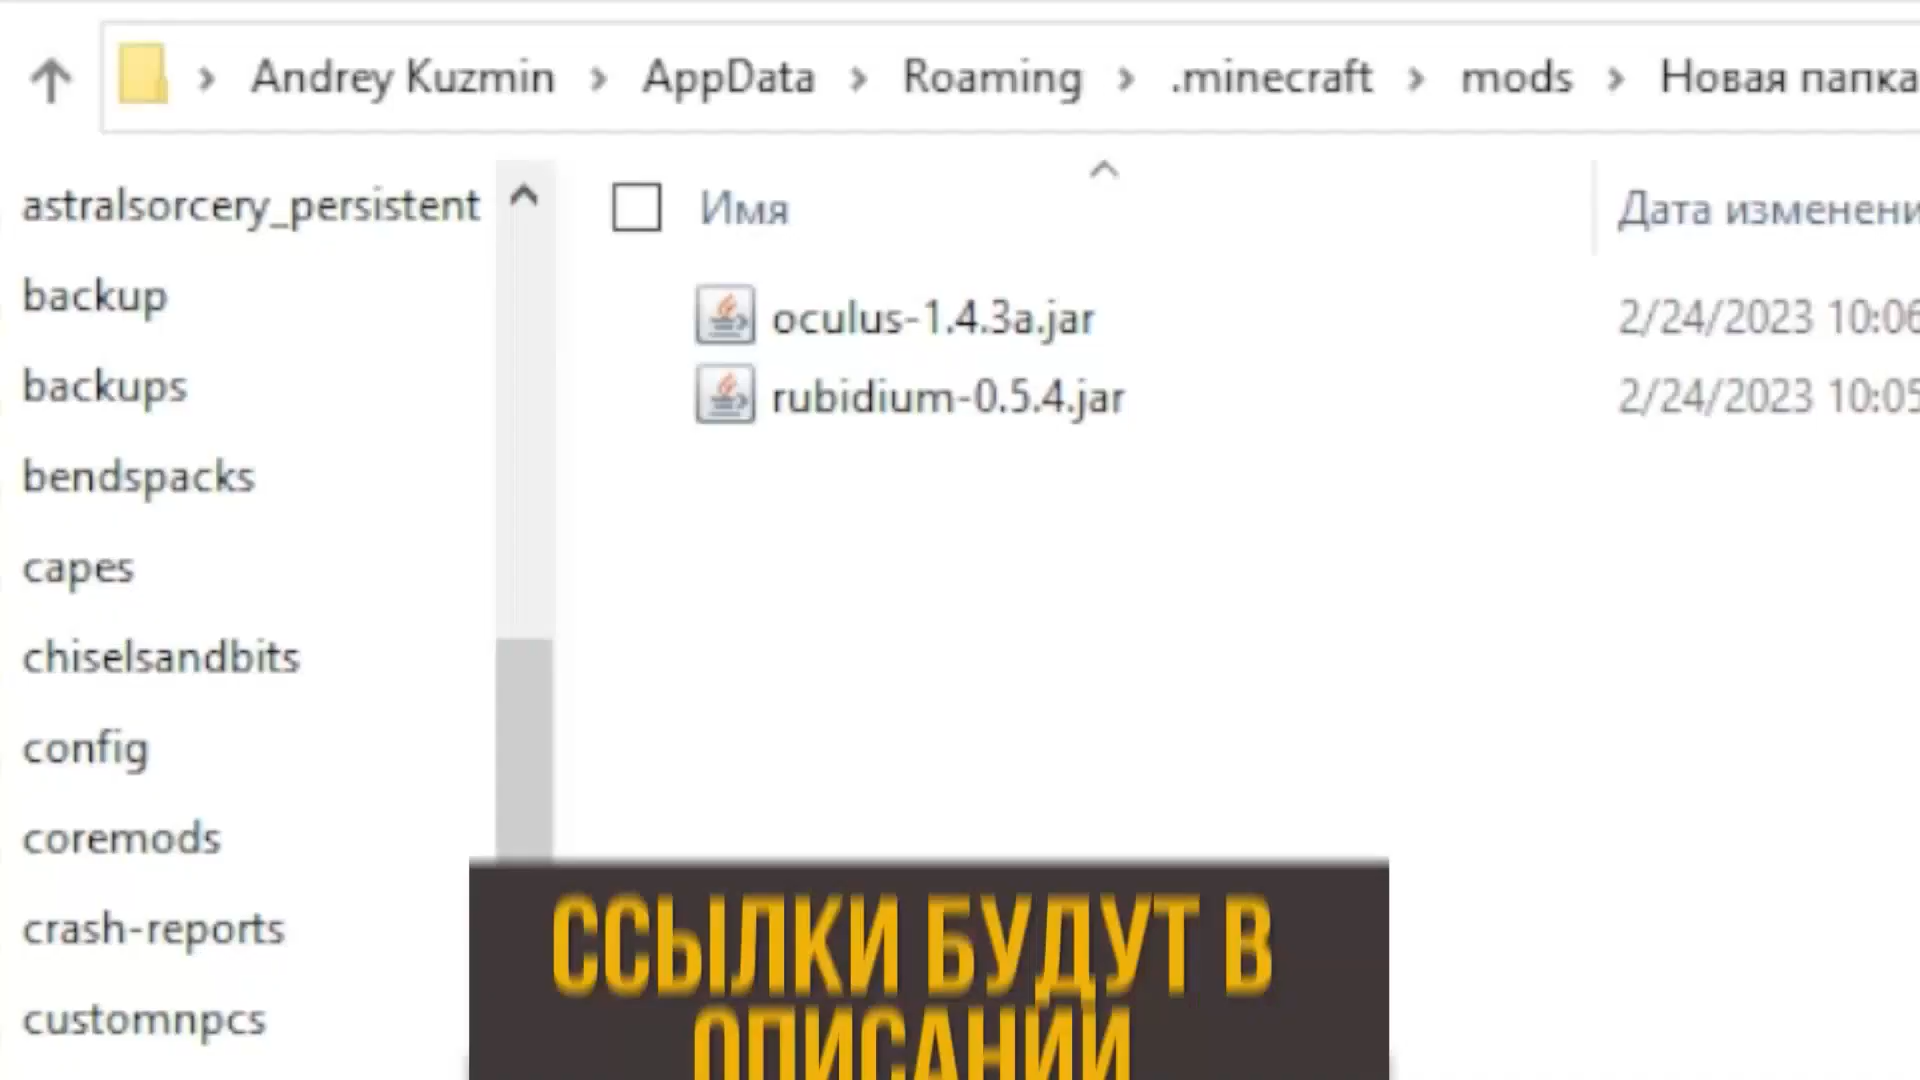 Andrey Kuzmin > AppData > Roaming > .minecraft > mods > Новая папка
astralsorcery_persistent
backup
backups
bendspacks
capes
chiselsandbits
config
coremods
crash-reports
customnpcs
Имя Дата изменени
oculus-1.4.3a.jar 2/24/2023 10:06
rubidium-0.5.4.jar 2/24/2023 10:05
ССЫЛКИ БУДУТ В
ОПИСАНИИ